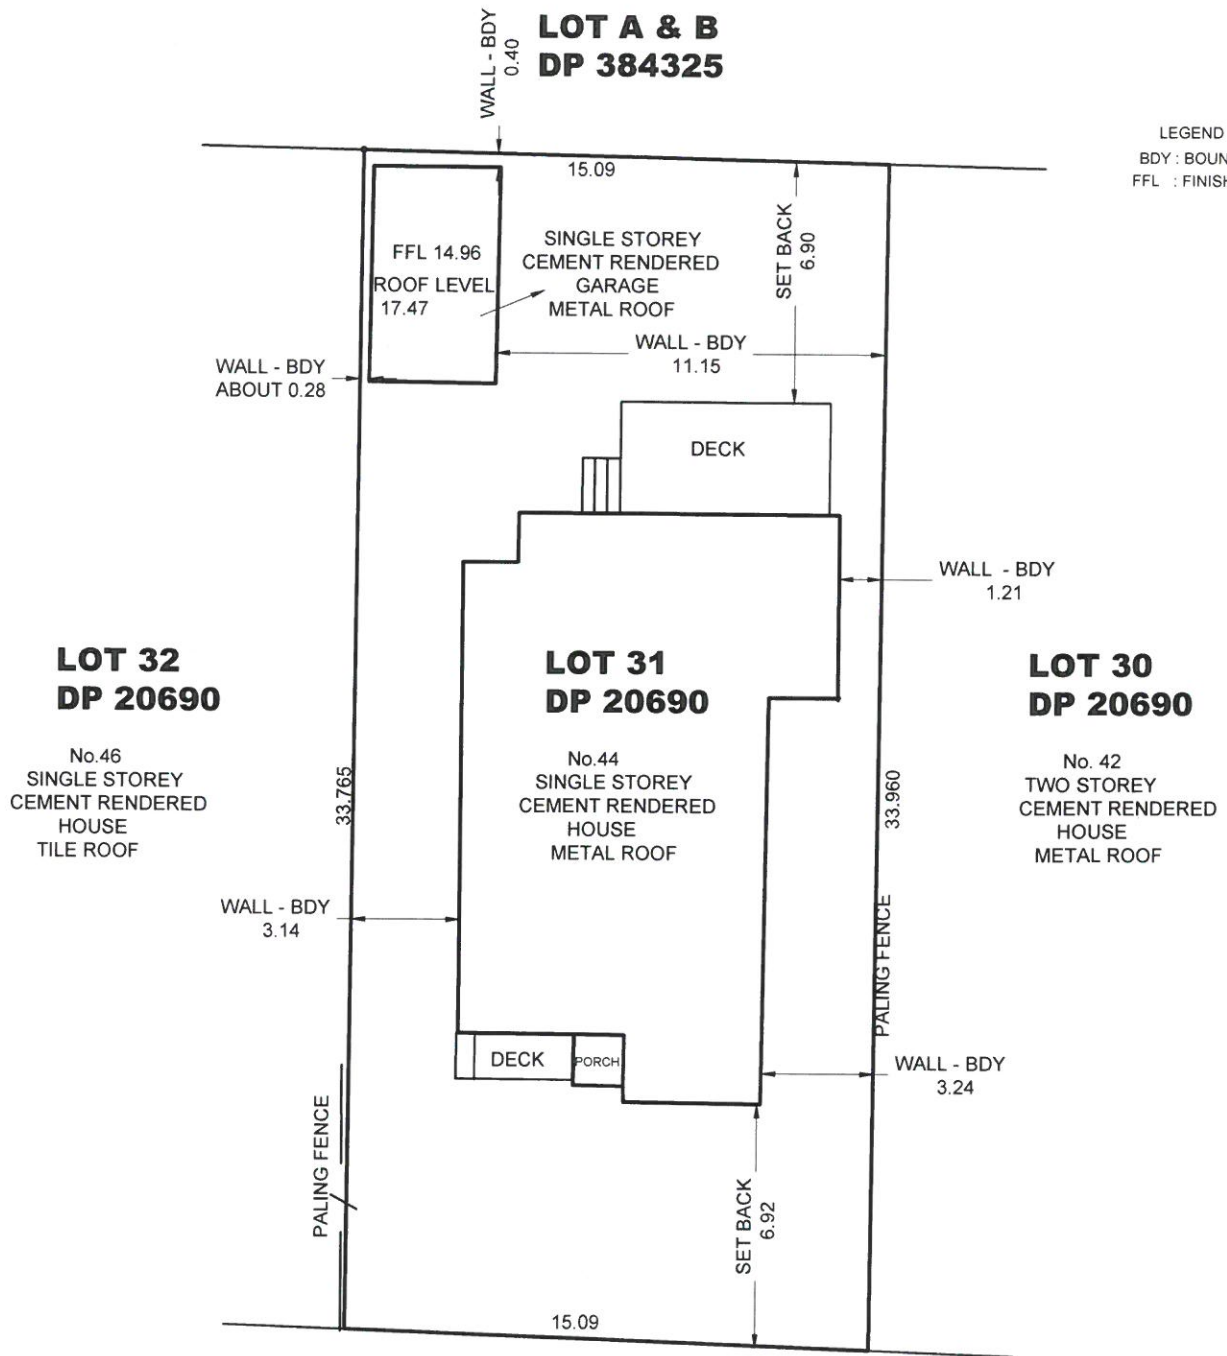 LOT A & B
DP 384325
WALL - BDY
0.40
LEGEND
BDY : BOUN
FFL : FINISH
15.09
FFL 14.96
ROOF LEVEL
17.47
SINGLE STOREY
CEMENT RENDERED
GARAGE
METAL ROOF
SET BACK
6.90
WALL - BDY
11.15
WALL - BDY
ABOUT 0.28
DECK
WALL - BDY
1.21
LOT 32
DP 20690
No.46
SINGLE STOREY
CEMENT RENDERED
HOUSE
TILE ROOF
33.765
LOT 31
DP 20690
No.44
SINGLE STOREY
CEMENT RENDERED
HOUSE
METAL ROOF
33.960
LOT 30
DP 20690
No. 42
TWO STOREY
CEMENT RENDERED
HOUSE
METAL ROOF
WALL - BDY
3.14
PALING FENCE
DECK
PORCH
WALL - BDY
3.24
PALING FENCE
SET BACK
6.92
15.09